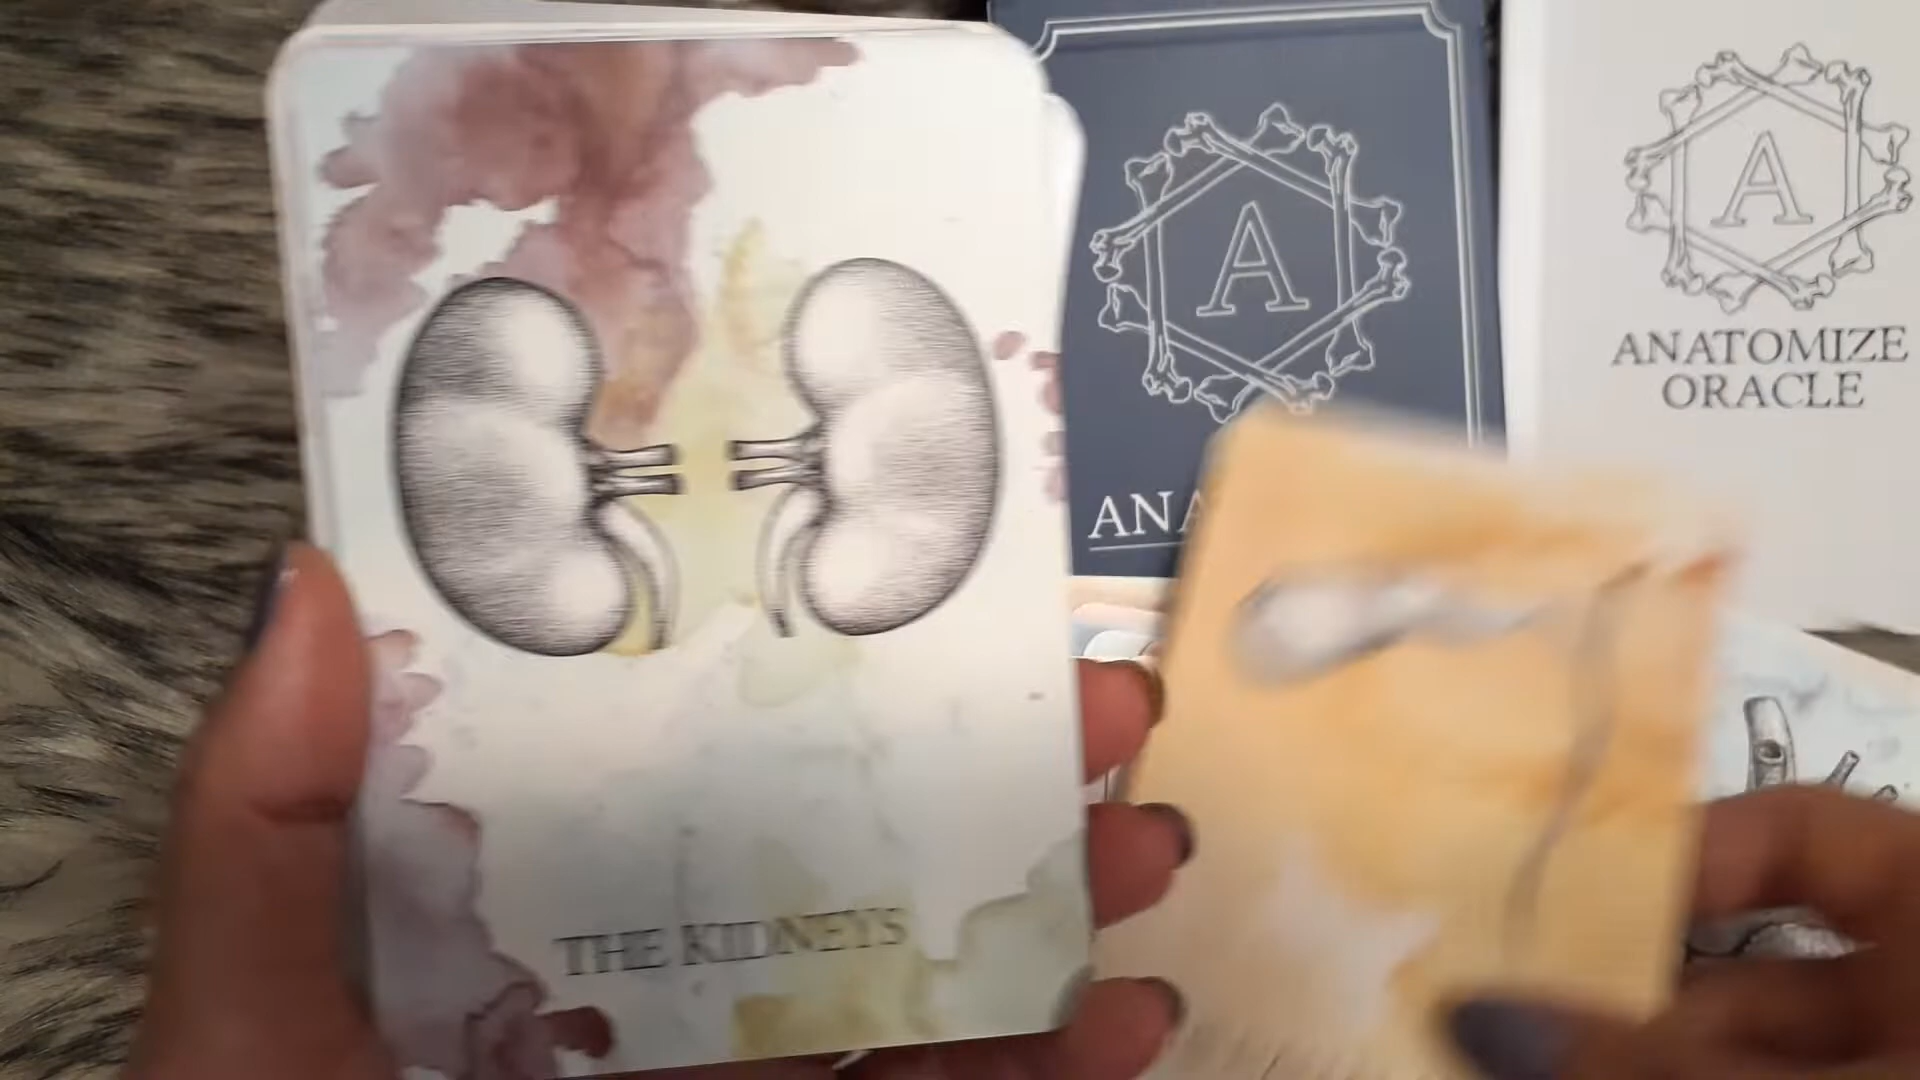 THE KIDNEYS
A
ANA
A
ANATOMIZE
ORACLE